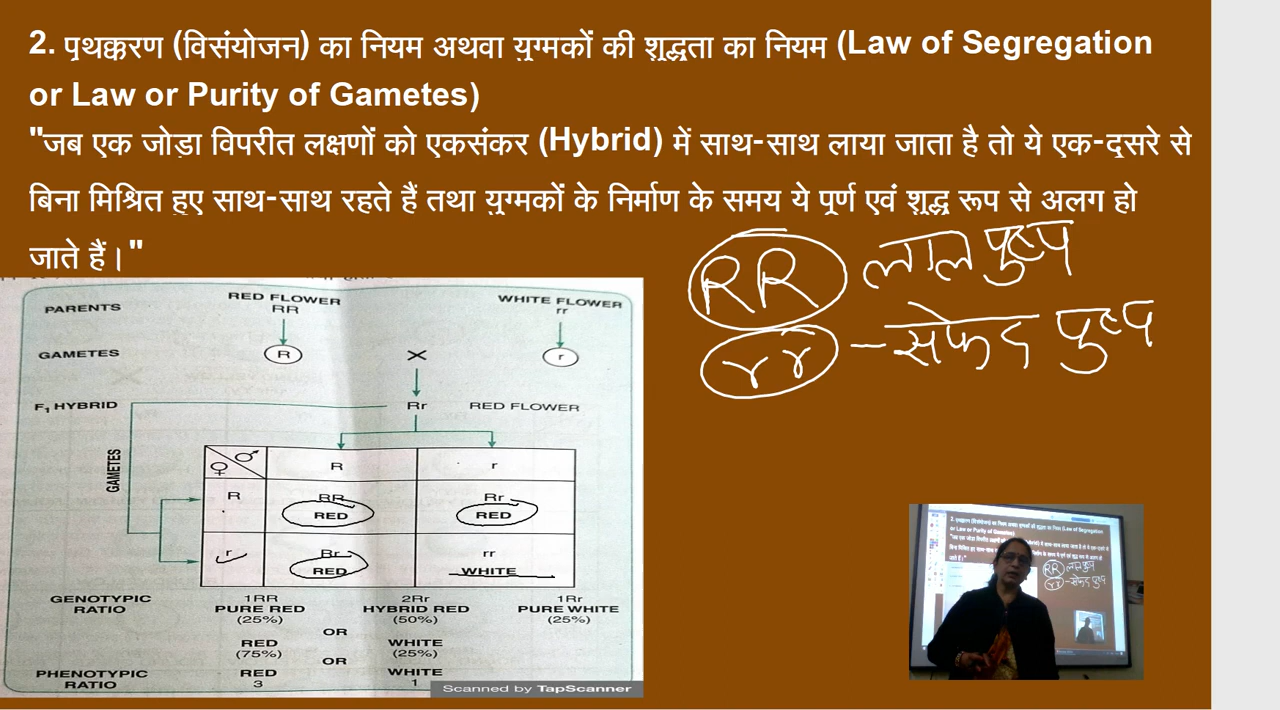 2. पृथक्करण (विसंयोजन) का नियम अथवा युग्मकों की शुद्धता का नियम (Law of Segregation
or Law or Purity of Gametes)
"जब एक जोड़ा विपरीत लक्षणों को एकसंकर (Hybrid) में साथ-साथ लाया जाता है तो ये एक-दूसरे से
बिना मिश्रित हुए साथ-साथ रहते हैं तथा युग्मकों के निर्माण के समय ये पूर्ण एवं शुद्ध रूप से अलग हो
जाते हैं।"
RR लाल पुष्प
rr – सफेद पुष्प
PARENTS RED FLOWER WHITE FLOWER
RR rr
GAMETES R × r
F₁ HYBRID Rr RED FLOWER
GAMETES
♀ ♂ R r
R RR Rr
RED RED
r Rr rr
RED WHITE
GENOTYPIC 1RR 2Rr 1Rr
RATIO PURE RED HYBRID RED PURE WHITE
(25%) (50%) (25%)
OR
RED WHITE
(75%) (25%)
OR
PHENOTYPIC RED WHITE
RATIO 3 1
Scanned by TapScanner